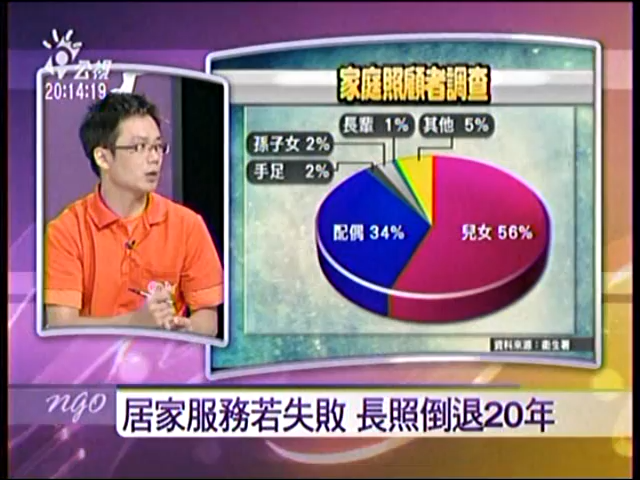 公視
20:14:19
家庭照顧者調查
長輩 1%
其他 5%
孫子女 2%
手足 2%
配偶 34%
兒女 56%
資料來源：衛生署
ngo
居家服務若失敗 長照倒退20年